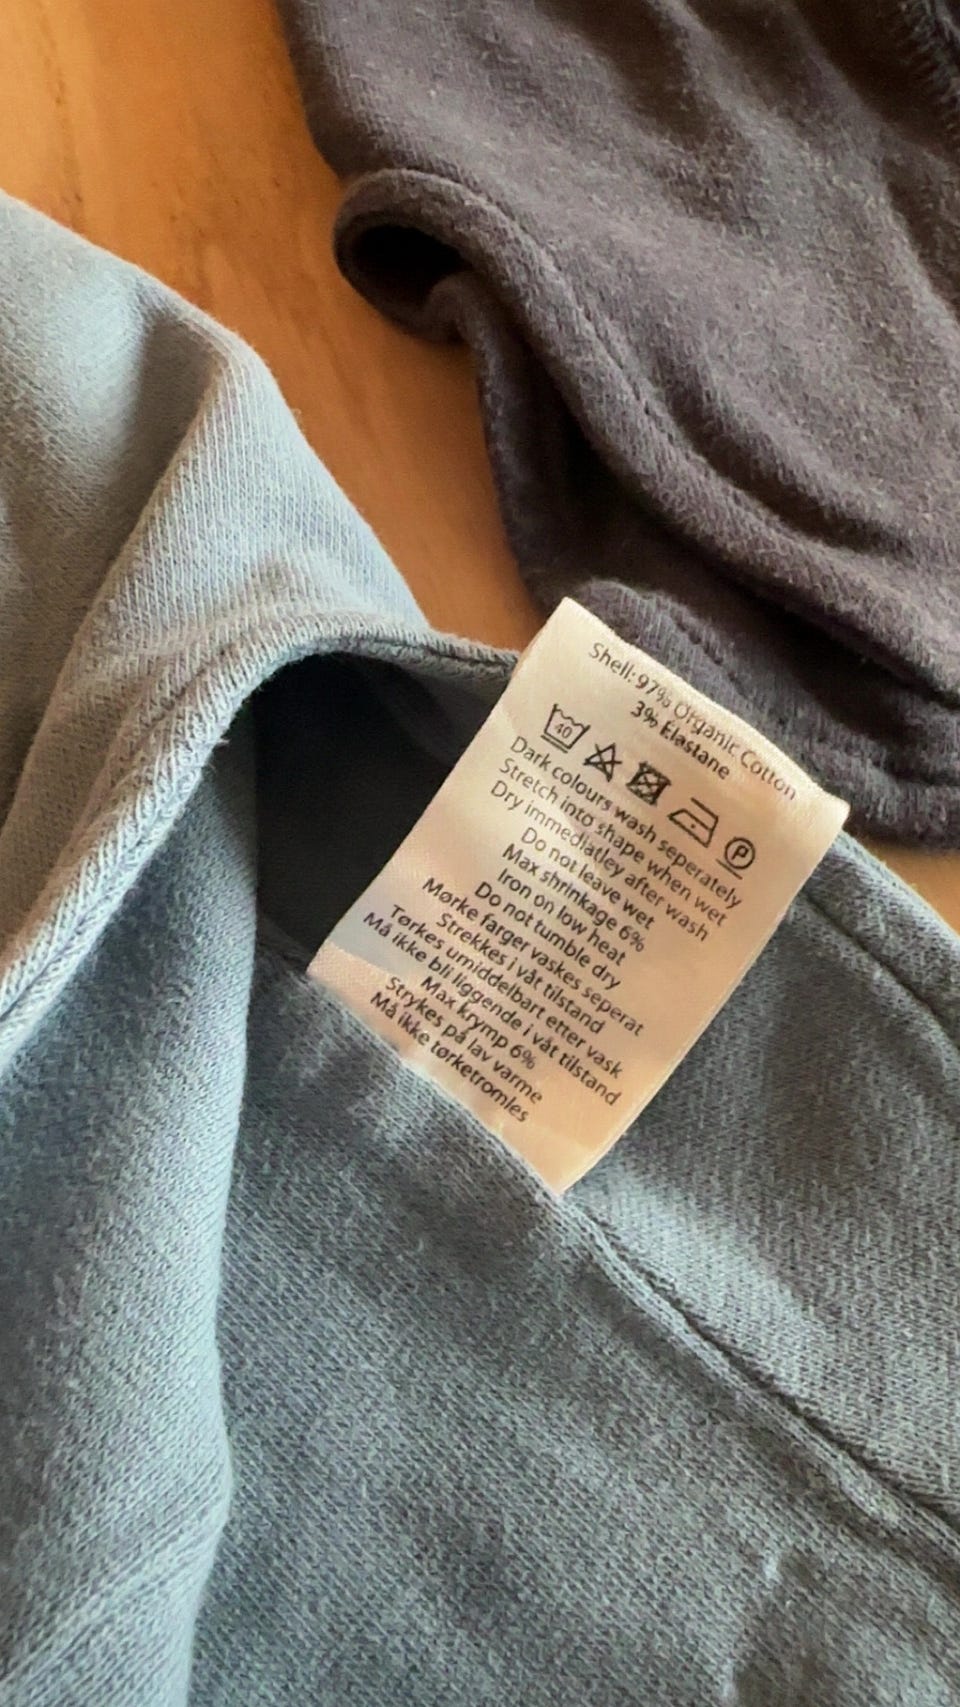 Shell: 97% Organic Cotton
3% Elastane
40
P
Dark colours wash seperately
Stretch into shape when wet
Dry immediatley after wash
Do not leave wet
Max shrinkage 6%
Iron on low heat
Do not tumble dry
Mørke farger vaskes seperat
Strekkes i våt tilstand
Tørkes umiddelbart etter vask
Må ikke bli liggende i våt tilstand
Max krymp 6%
Strykes på lav varme
Må ikke tørketromles